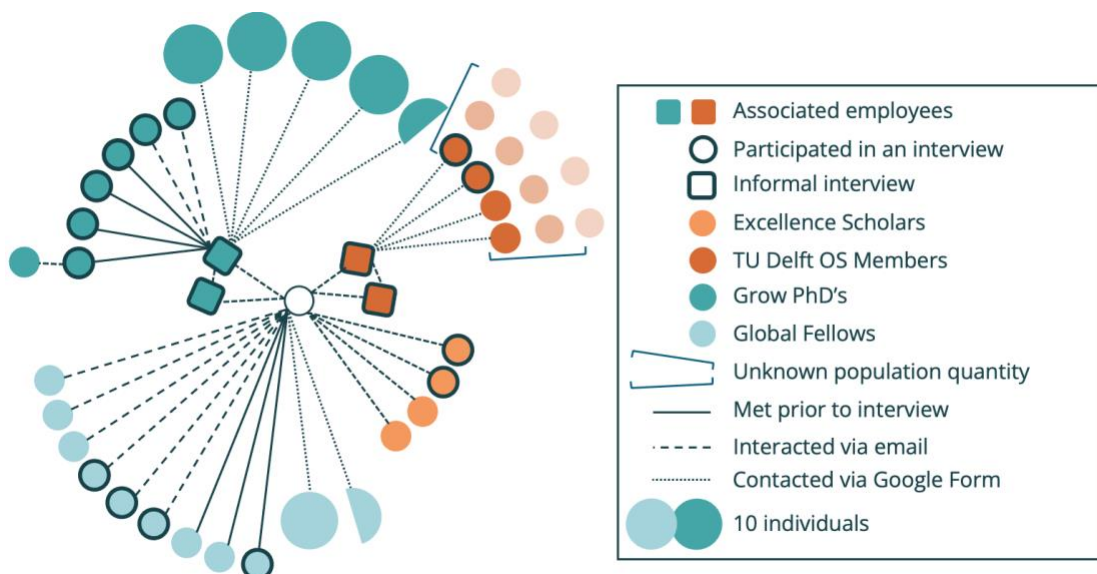 Associated employees
Participated in an interview
Informal interview
Excellence Scholars
TU Delft OS Members
Grow PhD's
Global Fellows
Unknown population quantity
Met prior to interview
Interacted via email
Contacted via Google Form
10 individuals